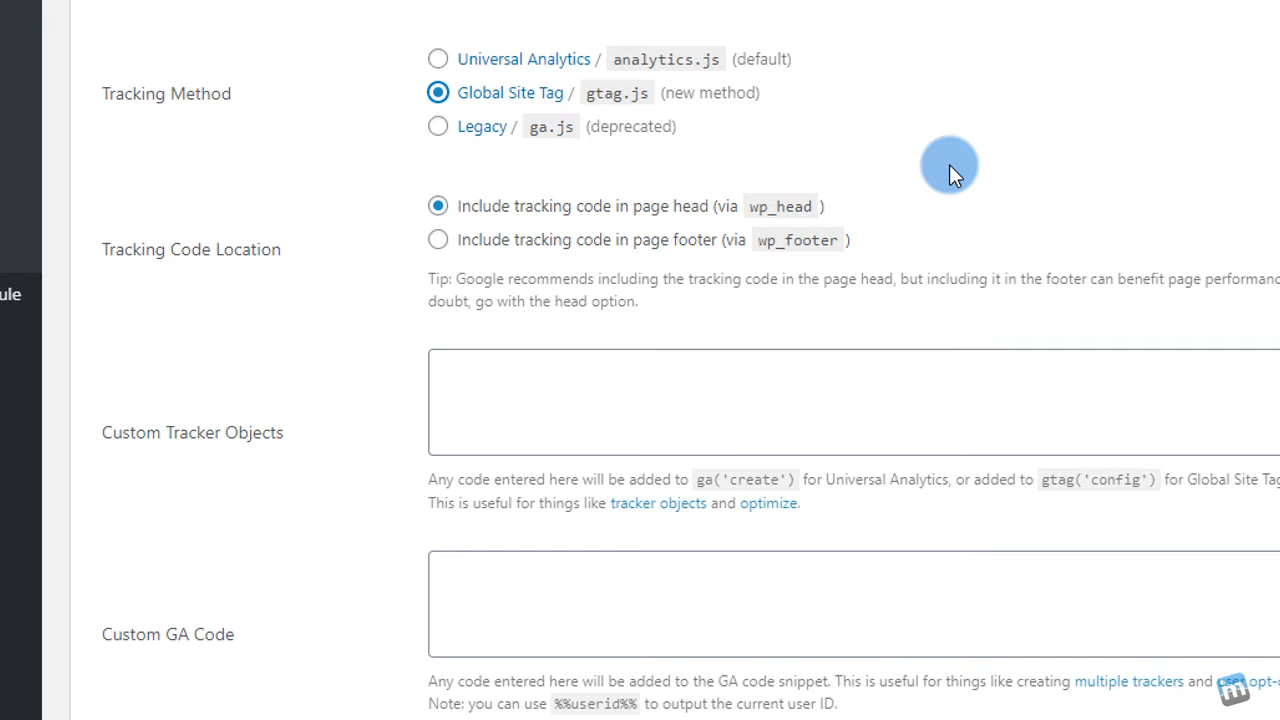 Universal Analytics / analytics.js (default)
Tracking Method
Global Site Tag / gtag.js (new method)
Legacy / ga.js (deprecated)
Include tracking code in page head (via wp_head )
Tracking Code Location
Include tracking code in page footer (via wp_footer )
Tip: Google recommends including the tracking code in the page head, but including it in the footer can benefit page performanc
doubt, go with the head option.
ule
Custom Tracker Objects
Any code entered here will be added to ga('create') for Universal Analytics, or added to gtag('config') for Global Site Tag
This is useful for things like tracker objects and optimize.
Custom GA Code
Any code entered here will be added to the GA code snippet. This is useful for things like creating multiple trackers and opt-
Note: you can use %%userid%% to output the current user ID.